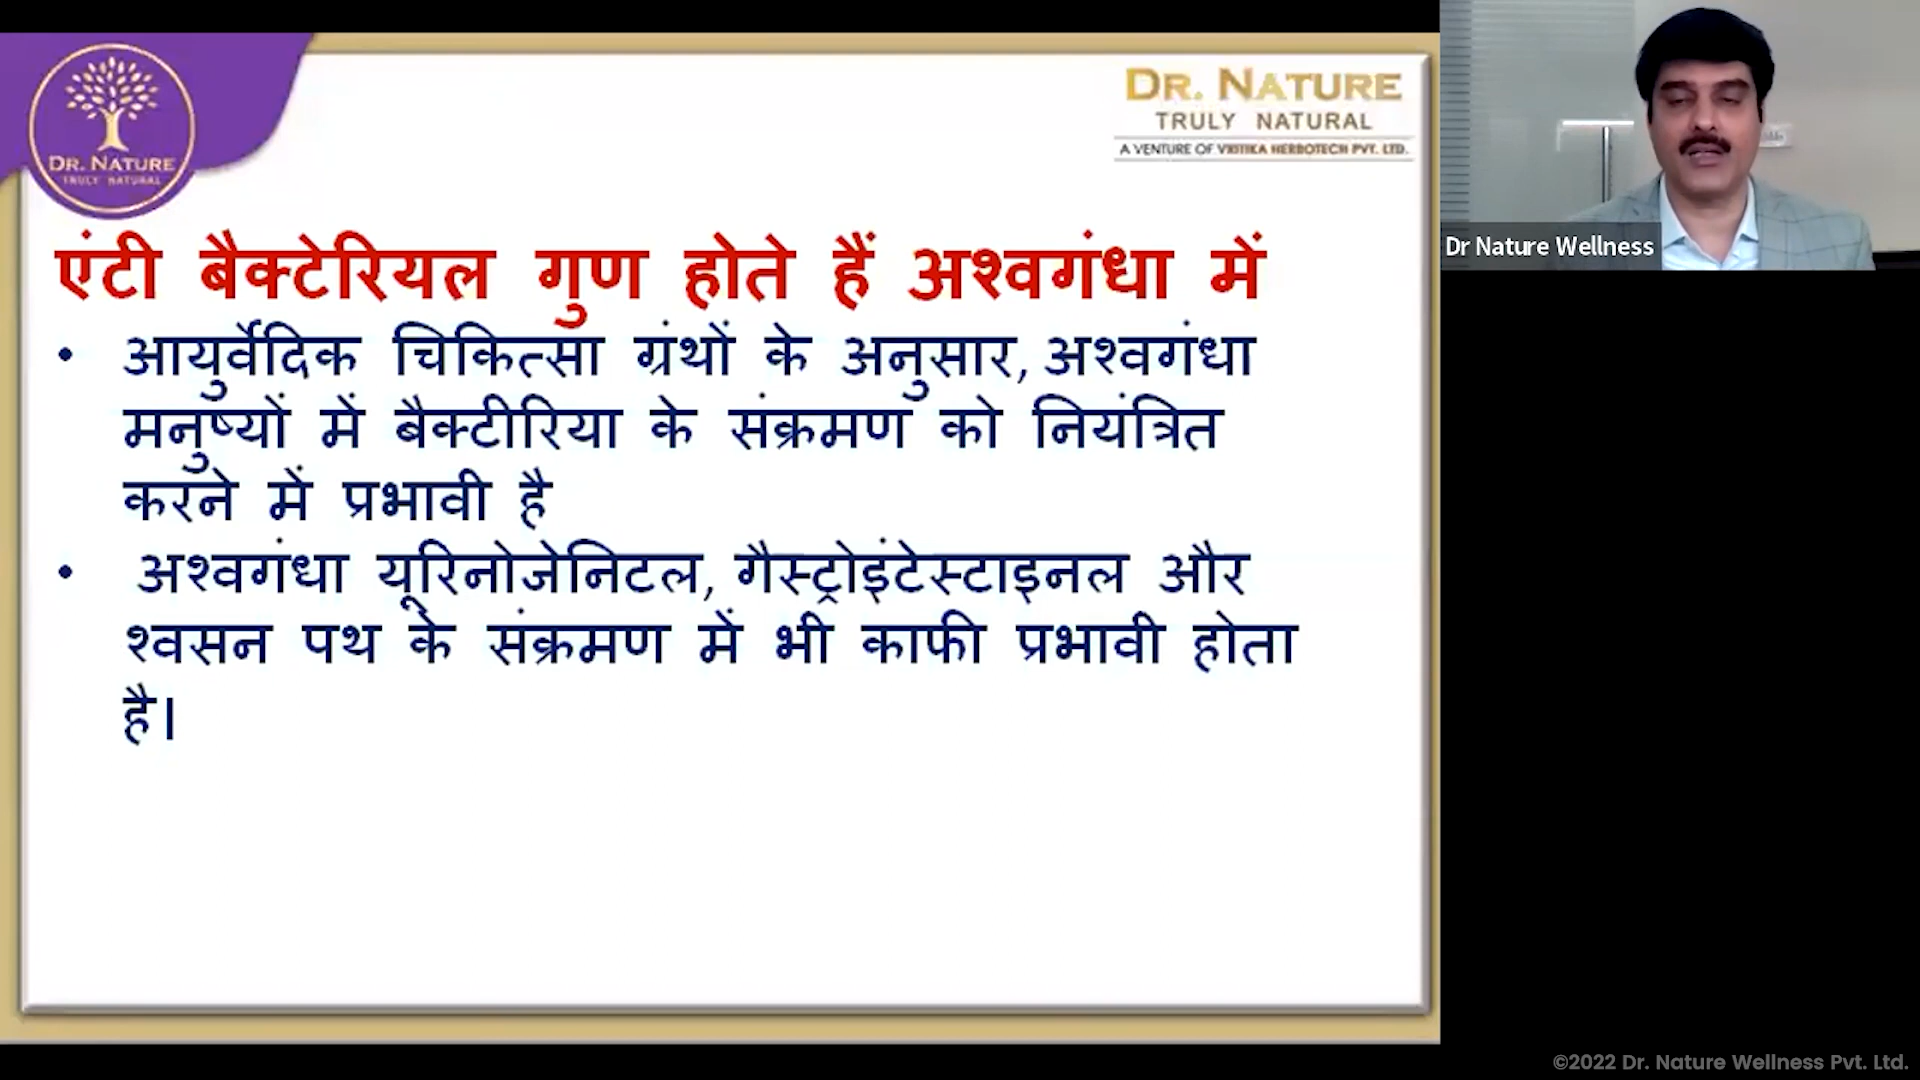 DR. NATURE
TRULY NATURAL
DR. NATURE
TRULY NATURAL
A VENTURE OF VRITIKA HERBOTECH PVT. LTD.
Dr Nature Wellness
एंटी बैक्टेरियल गुण होते हैं अश्वगंधा में
• आयुर्वेदिक चिकित्सा ग्रंथों के अनुसार, अश्वगंधा
मनुष्यों में बैक्टीरिया के संक्रमण को नियंत्रित
करने में प्रभावी है
• अश्वगंधा यूरिनोजेनिटल, गैस्ट्रोइंटेस्टाइनल और
श्वसन पथ के संक्रमण में भी काफी प्रभावी होता
है।
©2022 Dr. Nature Wellness Pvt. Ltd.